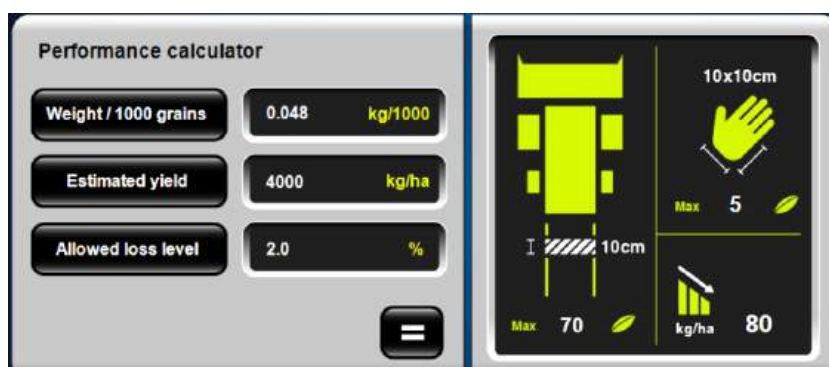 Performance calculator
Weight / 1000 grains 0.048 kg/1000
Estimated yield 4000 kg/ha
Allowed loss level 2.0 %
=
10x10cm
Max 5
10cm
Max 70
kg/ha 80